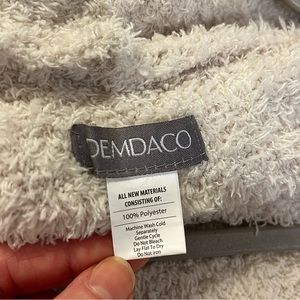 DEMDACO
ALL NEW MATERIALS
CONSISTING OF:
100% Polyester
Machine Wash Cold
Separately
Gentle Cycle
Do Not Bleach
Lay Flat To Dry
Do Not Iron